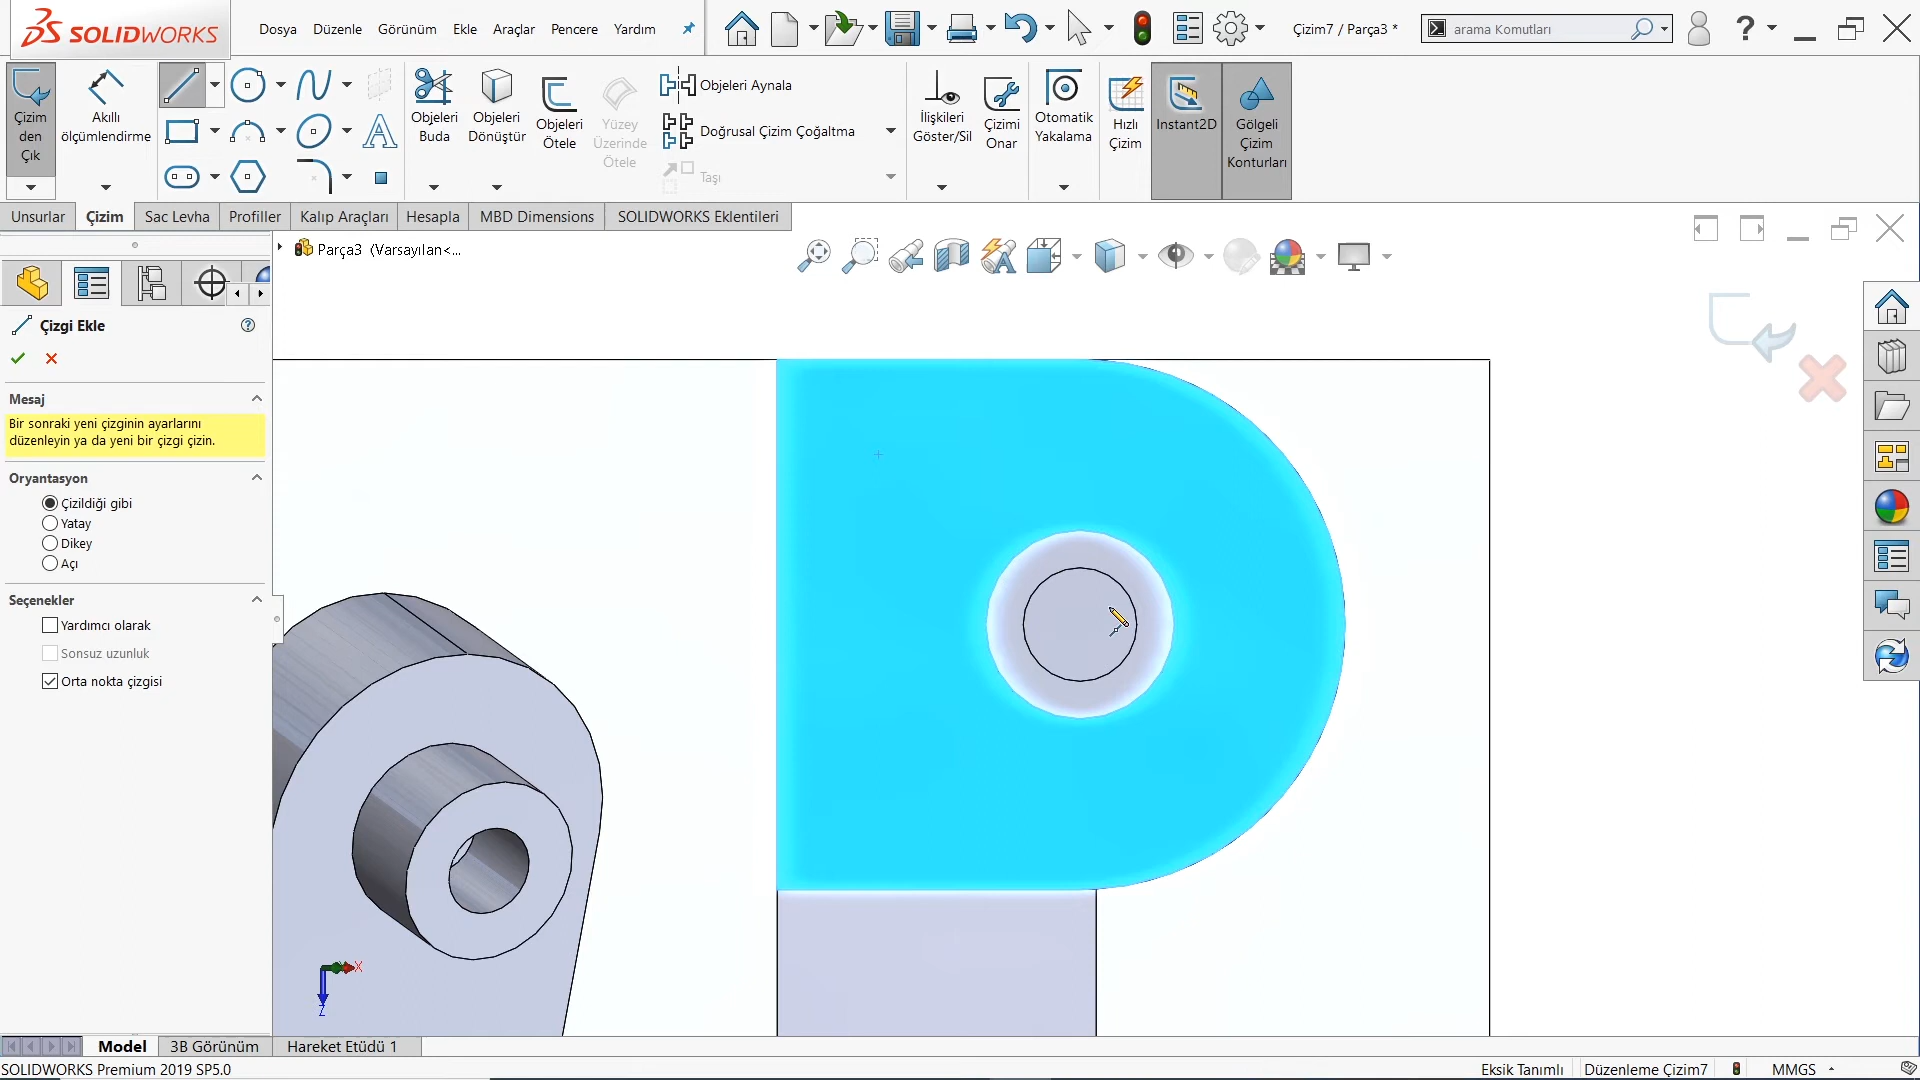 SOLIDWORKS
Dosya Düzenle Görünüm Ekle Araçlar Pencere Yardım
Çizim7 / Parça3 *
arama Komutları
?
Çizim
den
Çık
Akıllı
ölçümlendirme
Objeleri
Buda
Objeleri
Dönüştür
Objeleri
Ötele
Yüzey
Üzerinde
Ötele
Objeleri Aynala
Doğrusal Çizim Çoğaltma
Taşı
İlişkileri
Göster/Sil
Çizimi
Onar
Otomatik
Yakalama
Hızlı
Çizim
Instant2D
Gölgeli
Çizim
Konturları
Unsurlar Çizim Sac Levha Profiller Kalıp Araçları Hesapla MBD Dimensions SOLIDWORKS Eklentileri
Parça3 (Varsayılan<...
Çizgi Ekle
Mesaj
Bir sonraki yeni çizginin ayarlarını
düzenleyin ya da yeni bir çizgi çizin.
Oryantasyon
Çizildiği gibi
Yatay
Dikey
Açı
Seçenekler
Yardımcı olarak
Sonsuz uzunluk
Orta nokta çizgisi
X
Z
Model 3B Görünüm Hareket Etüdü 1
SOLIDWORKS Premium 2019 SP5.0
Eksik Tanımlı Düzenleme Çizim7 MMGS